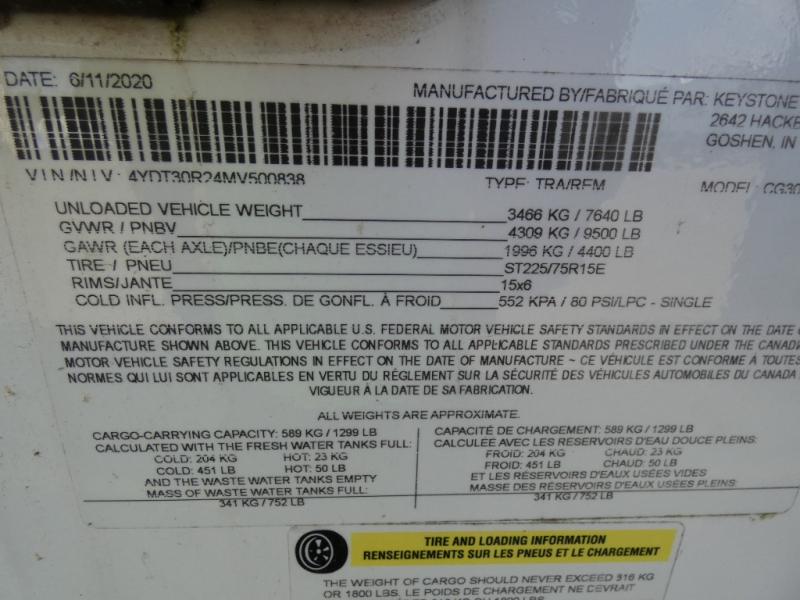 DATE: 6/11/2020
MANUFACTURED BY/FABRIQUÉ PAR: KEYSTONE
2642 HACKE
GOSHEN, IN
VIN/NIV: 4YDT30R24MV500838 TYPE: TRA/REM MODEL: CG30
UNLOADED VEHICLE WEIGHT 3466 KG / 7640 LB
GVWR / PNBV 4309 KG / 9500 LB
GAWR (EACH AXLE)/PNBE(CHAQUE ESSIEU) 1996 KG / 4400 LB
TIRE / PNEU ST225/75R15E
RIMS/JANTE 15x6
COLD INFL. PRESS/PRESS. DE GONFL. À FROID 552 KPA / 80 PSI/LPC - SINGLE
THIS VEHICLE CONFORMS TO ALL APPLICABLE U.S. FEDERAL MOTOR VEHICLE SAFETY STANDARDS IN EFFECT ON THE DATE
MANUFACTURE SHOWN ABOVE. THIS VEHICLE CONFORMS TO ALL APPLICABLE STANDARDS PRESCRIBED UNDER THE CANAD
MOTOR VEHICLE SAFETY REGULATIONS IN EFFECT ON THE DATE OF MANUFACTURE ~ CE VÉHICULE EST CONFORME À TOUTES
NORMES QUI LUI SONT APPLICABLES EN VERTU DU RÉGLEMENT SUR LA SÉCURITÉ DES VÉHICULES AUTOMOBILES DU CANADA
VIGUEUR À LA DATE DE SA FABRICATION.
ALL WEIGHTS ARE APPROXIMATE.
CARGO-CARRYING CAPACITY: 589 KG / 1299 LB
CALCULATED WITH THE FRESH WATER TANKS FULL:
COLD: 204 KG HOT: 23 KG
COLD: 451 LB HOT: 50 LB
AND THE WASTE WATER TANKS EMPTY
MASS OF WASTE WATER TANKS FULL:
341 KG / 752 LB
CAPACITÉ DE CHARGEMENT: 589 KG / 1299 LB
CALCULÉE AVEC LES RÉSERVOIRS D'EAU DOUCE PLEINS:
FROID: 204 KG CHAUD: 23 KG
FROID: 451 LB CHAUD: 50 LB
ET LES RÉSERVOIRS D'EAUX USÉES VIDES
MASSE DES RÉSERVOIRS D'EAUX USÉES PLEINS:
341 KG / 752 LB
TIRE AND LOADING INFORMATION
RENSEIGNEMENTS SUR LES PNEUS ET LE CHARGEMENT
THE WEIGHT OF CARGO SHOULD NEVER EXCEED 816 KG
OR 1800 LBS. LE POIDS DE CHARGEMENT NE DEVRAIT